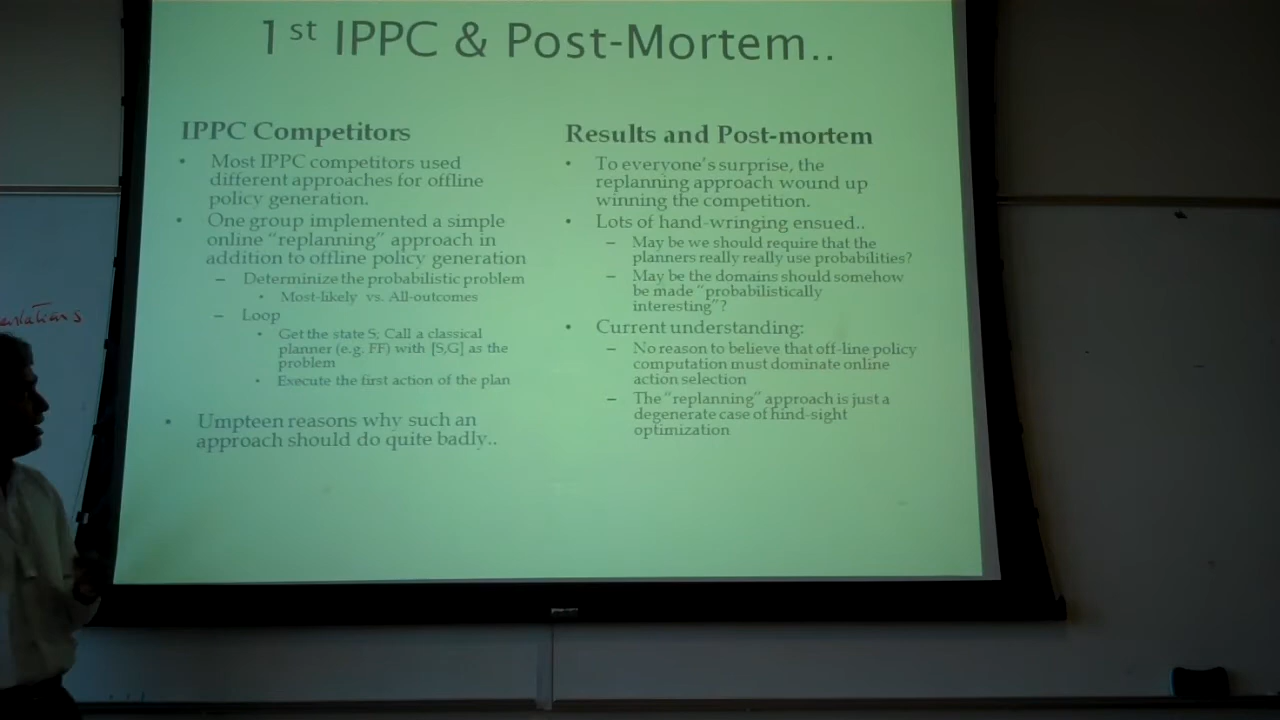 1st IPPC & Post-Mortem..
IPPC Competitors
• Most IPPC competitors used
different approaches for offline
policy generation.
• One group implemented a simple
online “replanning” approach in
addition to offline policy generation
– Determinize the probabilistic problem
• Most-likely vs. All-outcomes
– Loop
• Get the state S; Call a classical
planner (e.g. FF) with [S,G] as the
problem
• Execute the first action of the plan
• Umpteen reasons why such an
approach should do quite badly..
Results and Post-mortem
• To everyone’s surprise, the
replanning approach wound up
winning the competition.
• Lots of hand-wringing ensued..
– May be we should require that the
planners really really use probabilities?
– May be the domains should somehow
be made “probabilistically
interesting”?
• Current understanding:
– No reason to believe that off-line policy
computation must dominate online
action selection
– The “replanning” approach is just a
degenerate case of hind-sight
optimization